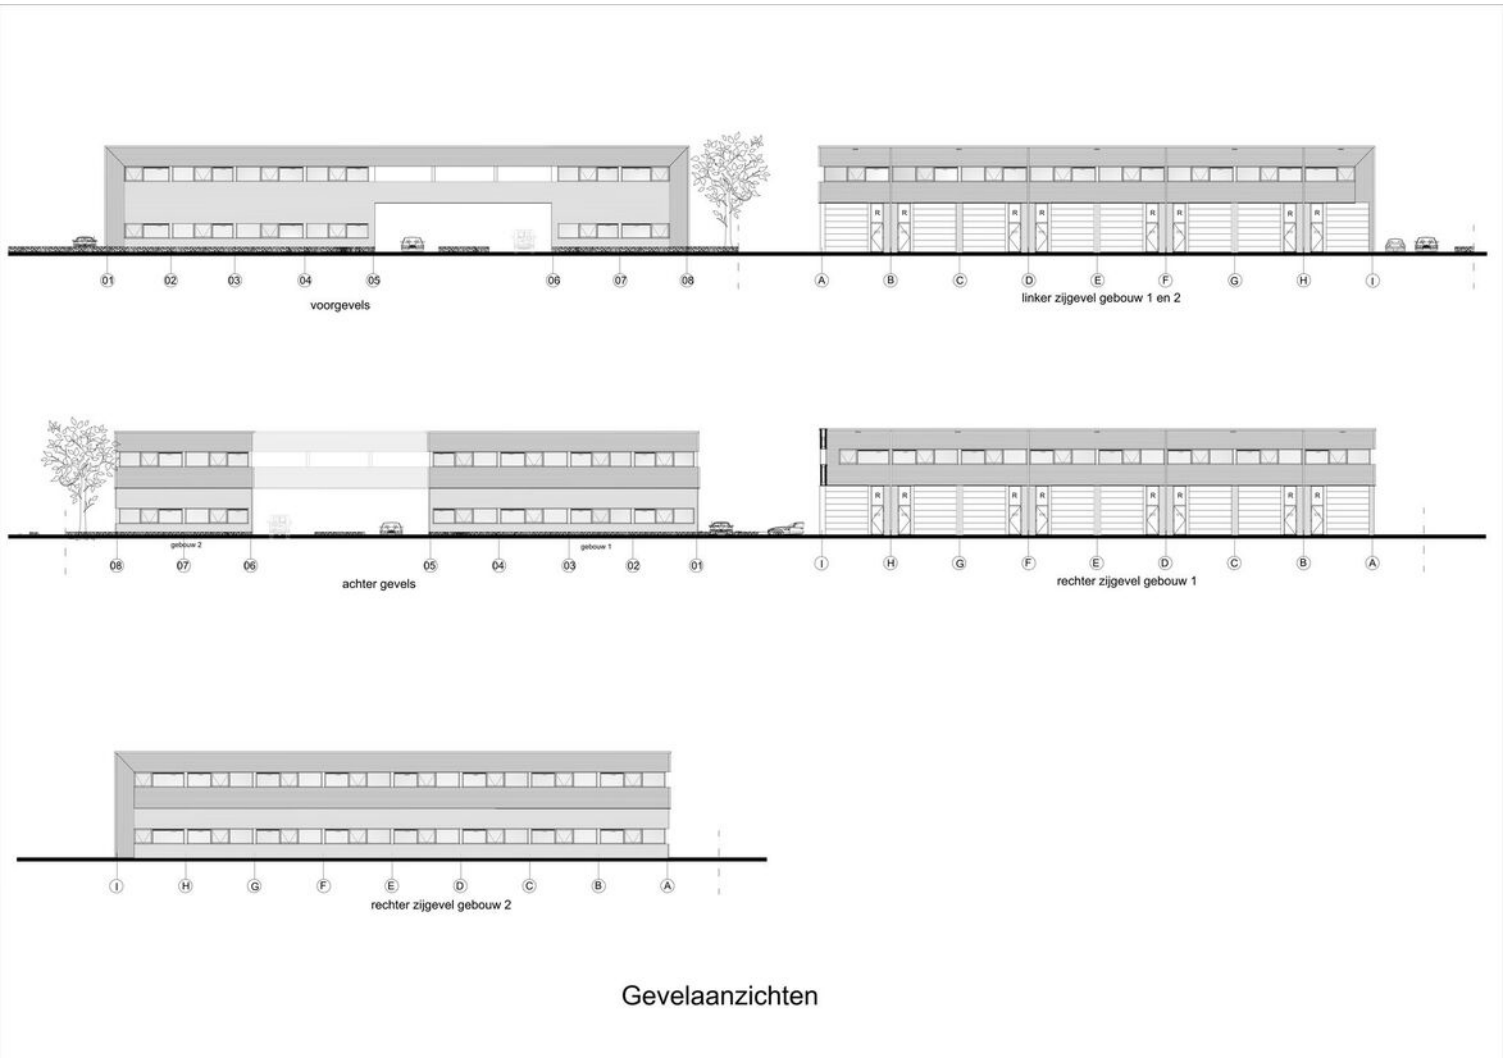 R R R R R R R R
01 02 03 04 05 06 07 08
voorgevels
A B C D E F G H I
linker zijgevel gebouw 1 en 2
R R R R R R R R
gebouw 2
gebouw 1
08 07 06 05 04 03 02 01
achter gevels
I H G F E D C B A
rechter zijgevel gebouw 1
I H G F E D C B A
rechter zijgevel gebouw 2
Gevelaanzichten